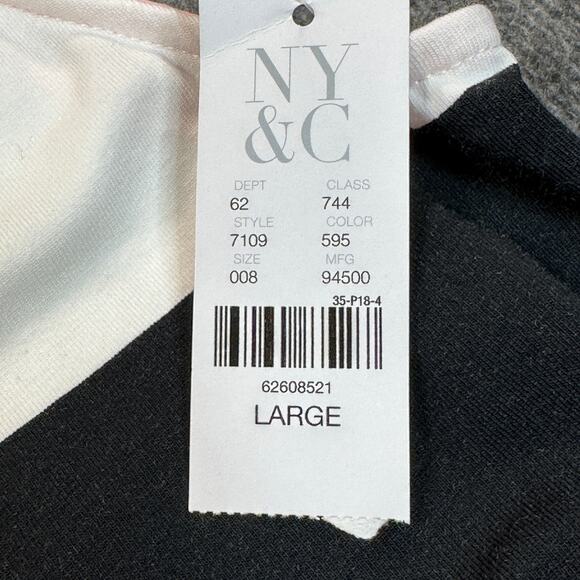 NY
&C
DEPT CLASS
62 744
STYLE COLOR
7109 595
SIZE MFG
008 94500
35-P18-4
62608521
LARGE